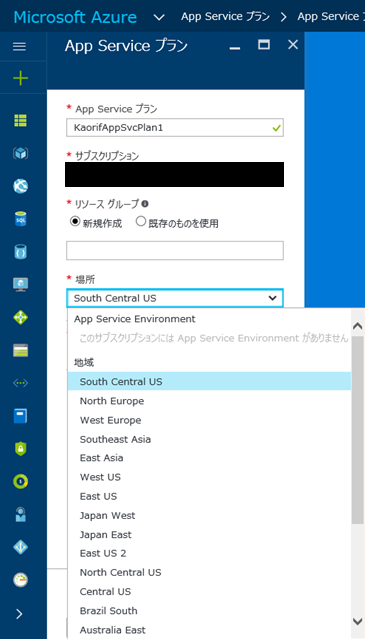 Microsoft Azure App Service プラン App Service プ
App Service プラン
* App Service プラン
KaorifAppSvcPlan1
* サブスクリプション
* リソース グループ
新規作成 既存のものを使用
* 場所
South Central US
App Service Environment
このサブスクリプションには App Service Environment がありません
地域
South Central US
North Europe
West Europe
Southeast Asia
East Asia
West US
East US
Japan West
Japan East
East US 2
North Central US
Central US
Brazil South
Australia East